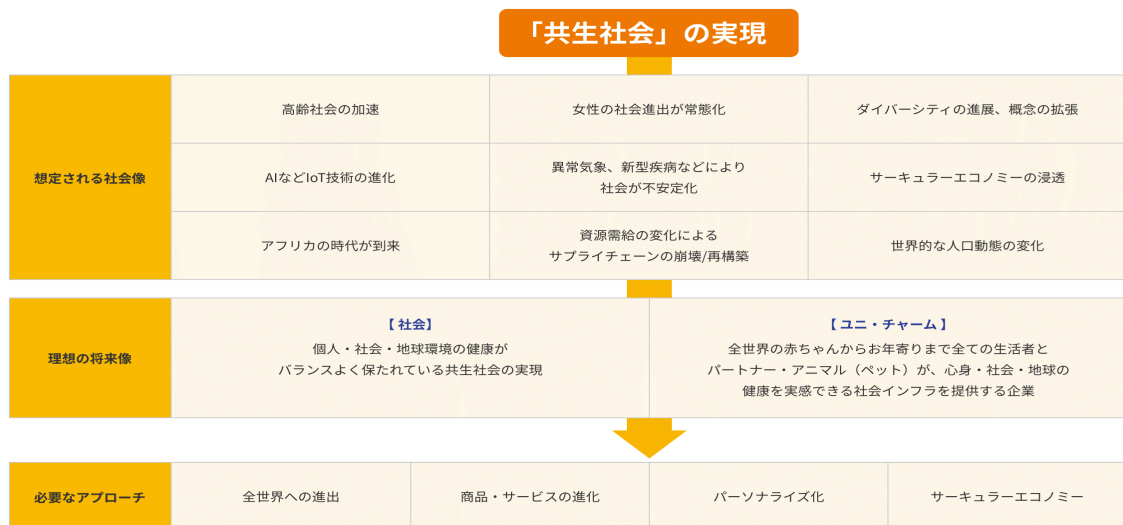 「共生社会」の実現
想定される社会像
高齢社会の加速
女性の社会進出が常態化
ダイバーシティの進展、概念の拡張
AIなどIoT技術の進化
異常気象、新型疾病などにより
社会が不安定化
サーキュラーエコノミーの浸透
アフリカの時代が到来
資源需給の変化による
サプライチェーンの崩壊/再構築
世界的な人口動態の変化
理想の将来像
【 社会】
個人・社会・地球環境の健康が
バランスよく保たれている共生社会の実現
【 ユニ・チャーム 】
全世界の赤ちゃんからお年寄りまで全ての生活者と
パートナー・アニマル（ペット）が、心身・社会・地球の
健康を実感できる社会インフラを提供する企業
必要なアプローチ
全世界への進出
商品・サービスの進化
パーソナライズ化
サーキュラーエコノミー